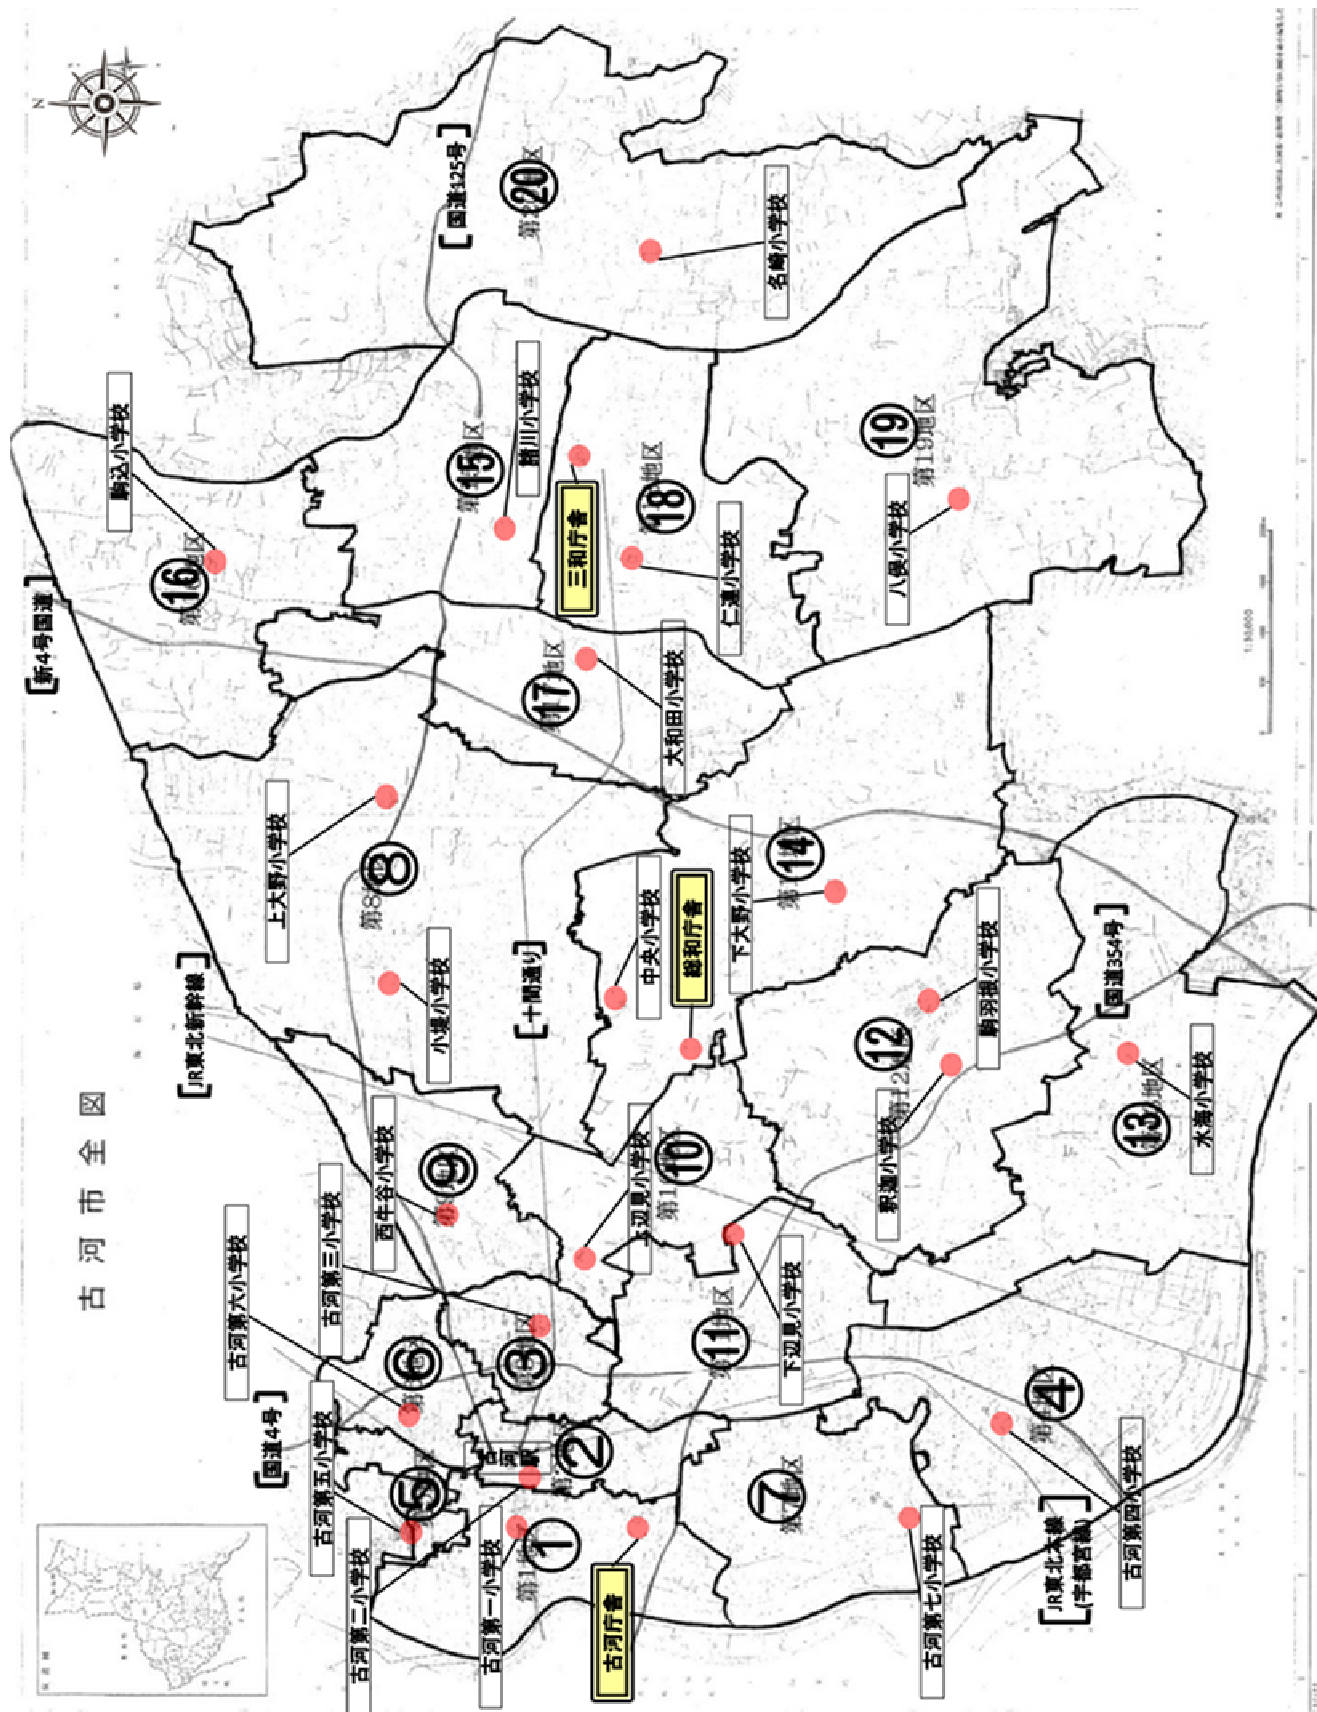 古河市全図
N
[新4号国道]
[国道125号]
[JR東北新幹線]
[十間通り]
[国道354号]
[国道4号]
[JR東北本線
(宇都宮線)]
駒込小学校
諸川小学校
名崎小学校
三和庁舎
仁連小学校
八俣小学校
大和田小学校
上大野小学校
小堤小学校
中央小学校
総和庁舎
下大野小学校
駒羽根小学校
釈迦小学校
水海小学校
西牛谷小学校
上辺見小学校
下辺見小学校
古河第三小学校
古河第六小学校
古河第五小学校
古河第二小学校
古河第一小学校
古河庁舎
古河第七小学校
古河第四小学校
古河駅
①
②
③
④
⑤
⑥
⑦
⑧
⑨
⑩
⑪
⑫
⑬
⑭
⑮
⑯
⑰
⑱
⑲
第19地区
⑳